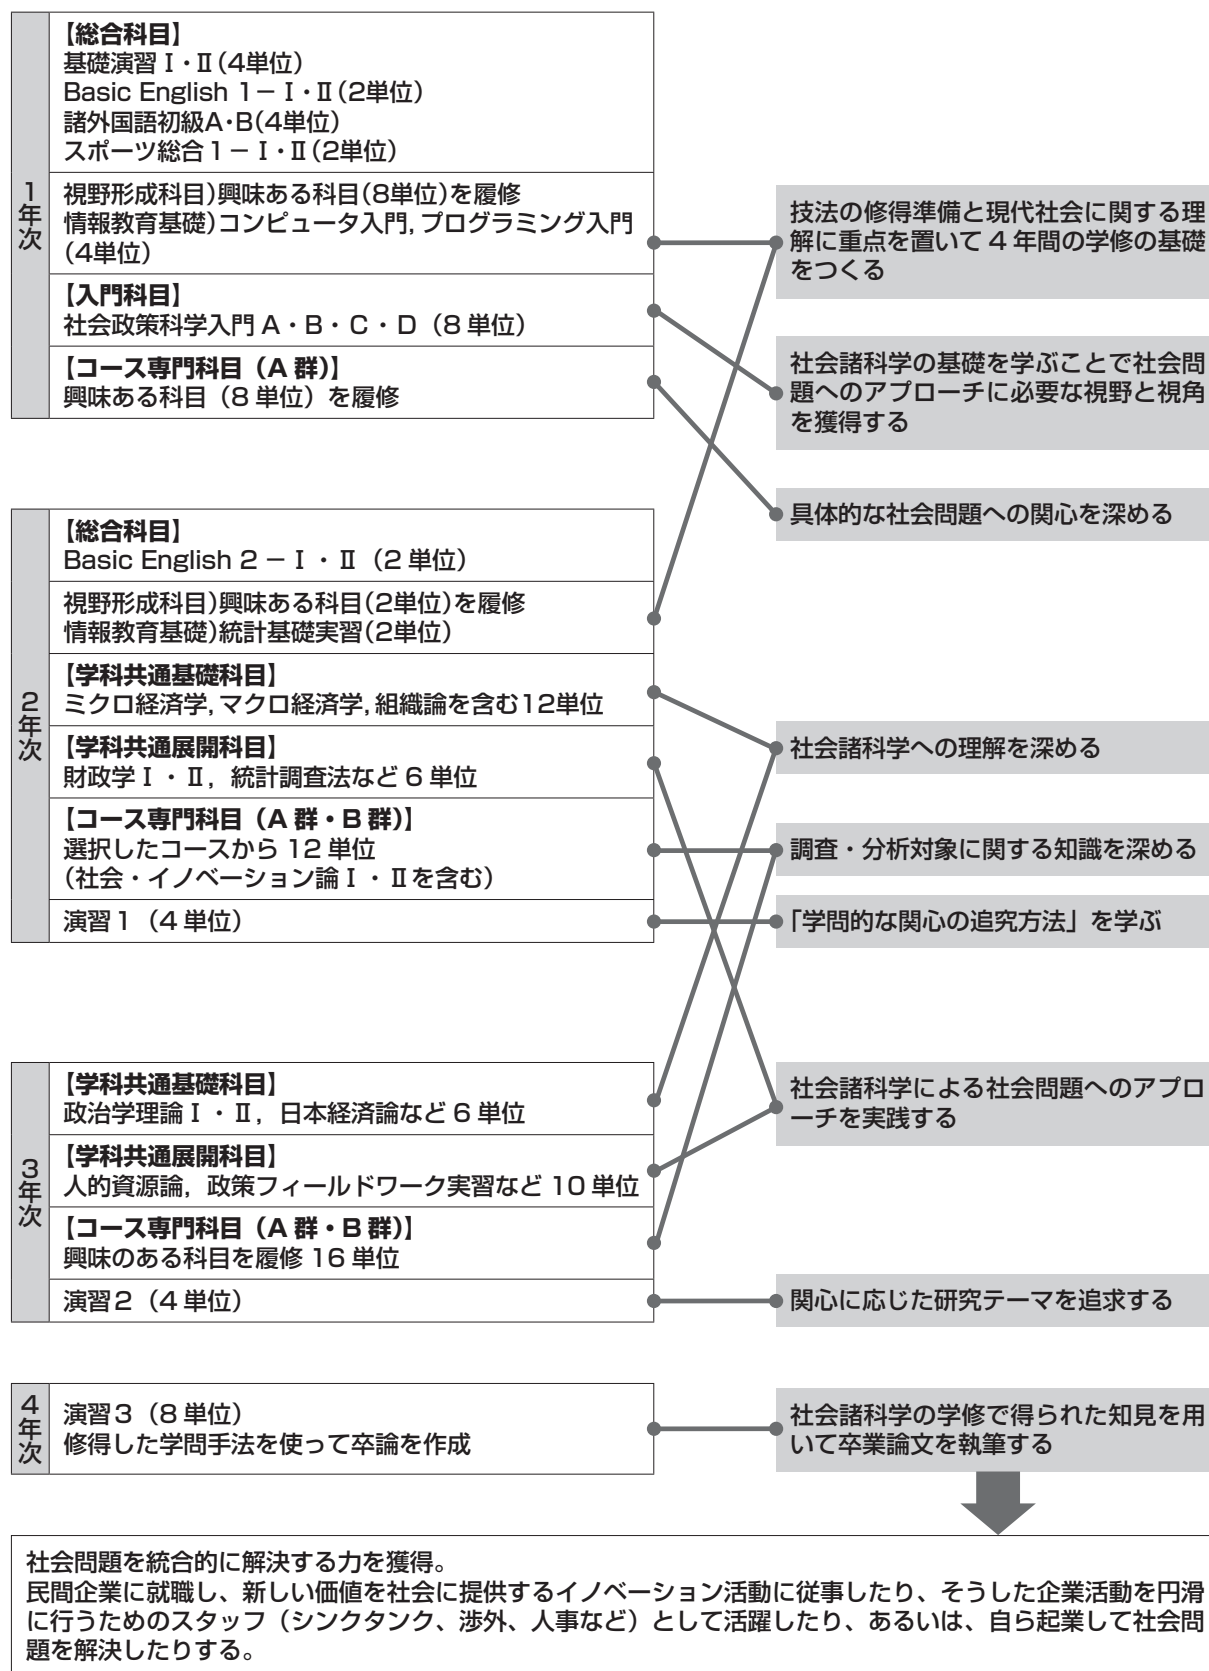 1年次
【総合科目】
基礎演習Ⅰ・Ⅱ(4単位)
Basic English 1－Ⅰ・Ⅱ(2単位)
諸外国語初級A・B(4単位)
スポーツ総合1－Ⅰ・Ⅱ(2単位)
視野形成科目)興味ある科目(8単位)を履修
情報教育基礎)コンピュータ入門, プログラミング入門
(4単位)
【入門科目】
社会政策科学入門 A・B・C・D（8 単位）
【コース専門科目（A 群）】
興味ある科目（8 単位）を履修
技法の修得準備と現代社会に関する理
解に重点を置いて 4 年間の学修の基礎
をつくる
社会諸科学の基礎を学ぶことで社会問
題へのアプローチに必要な視野と視角
を獲得する
具体的な社会問題への関心を深める
2年次
【総合科目】
Basic English 2 －Ⅰ・Ⅱ（2 単位）
視野形成科目)興味ある科目(2単位)を履修
情報教育基礎)統計基礎実習(2単位)
【学科共通基礎科目】
ミクロ経済学, マクロ経済学, 組織論を含む12単位
【学科共通展開科目】
財政学Ⅰ・Ⅱ，統計調査法など 6 単位
【コース専門科目（A 群・B 群）】
選択したコースから 12 単位
（社会・イノベーション論Ⅰ・Ⅱを含む）
演習1（4 単位）
社会諸科学への理解を深める
調査・分析対象に関する知識を深める
「学問的な関心の追究方法」を学ぶ
3年次
【学科共通基礎科目】
政治学理論Ⅰ・Ⅱ，日本経済論など 6 単位
【学科共通展開科目】
人的資源論，政策フィールドワーク実習など 10 単位
【コース専門科目（A 群・B 群）】
興味のある科目を履修 16 単位
演習2（4 単位）
社会諸科学による社会問題へのアプロ
ーチを実践する
関心に応じた研究テーマを追求する
4年次
演習3（8 単位）
修得した学問手法を使って卒論を作成
社会諸科学の学修で得られた知見を用
いて卒業論文を執筆する
社会問題を統合的に解決する力を獲得。
民間企業に就職し、新しい価値を社会に提供するイノベーション活動に従事したり、そうした企業活動を円滑
に行うためのスタッフ（シンクタンク、渉外、人事など）として活躍したり、あるいは、自ら起業して社会問
題を解決したりする。